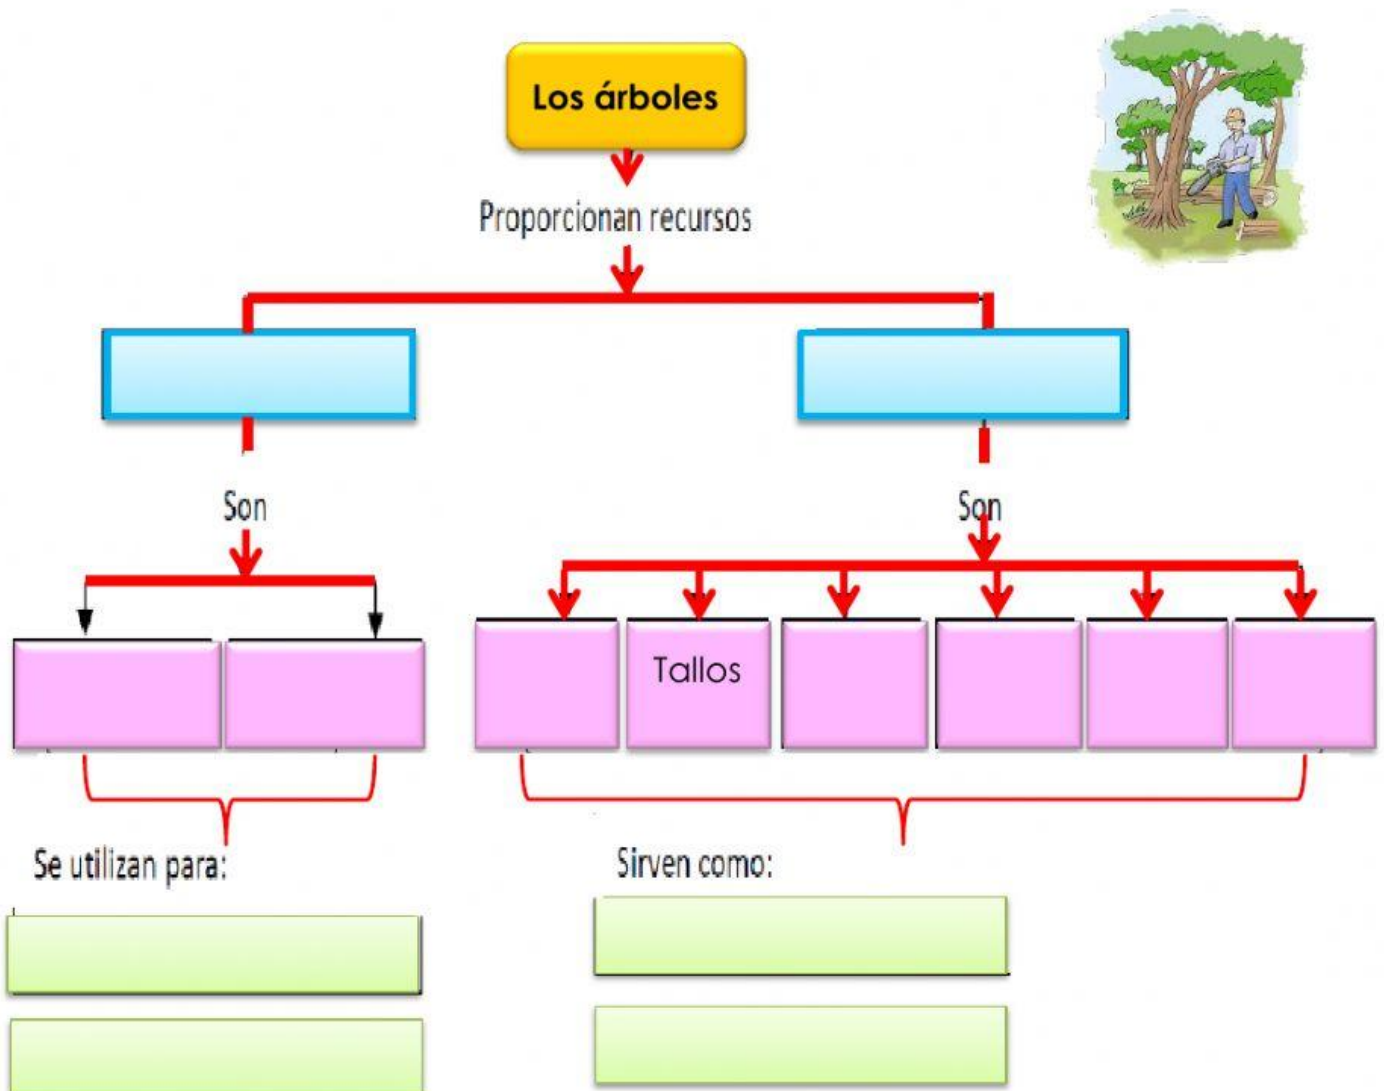 Los árboles
Proporcionan recursos
Son
Son
Tallos
Se utilizan para:
Sirven como: